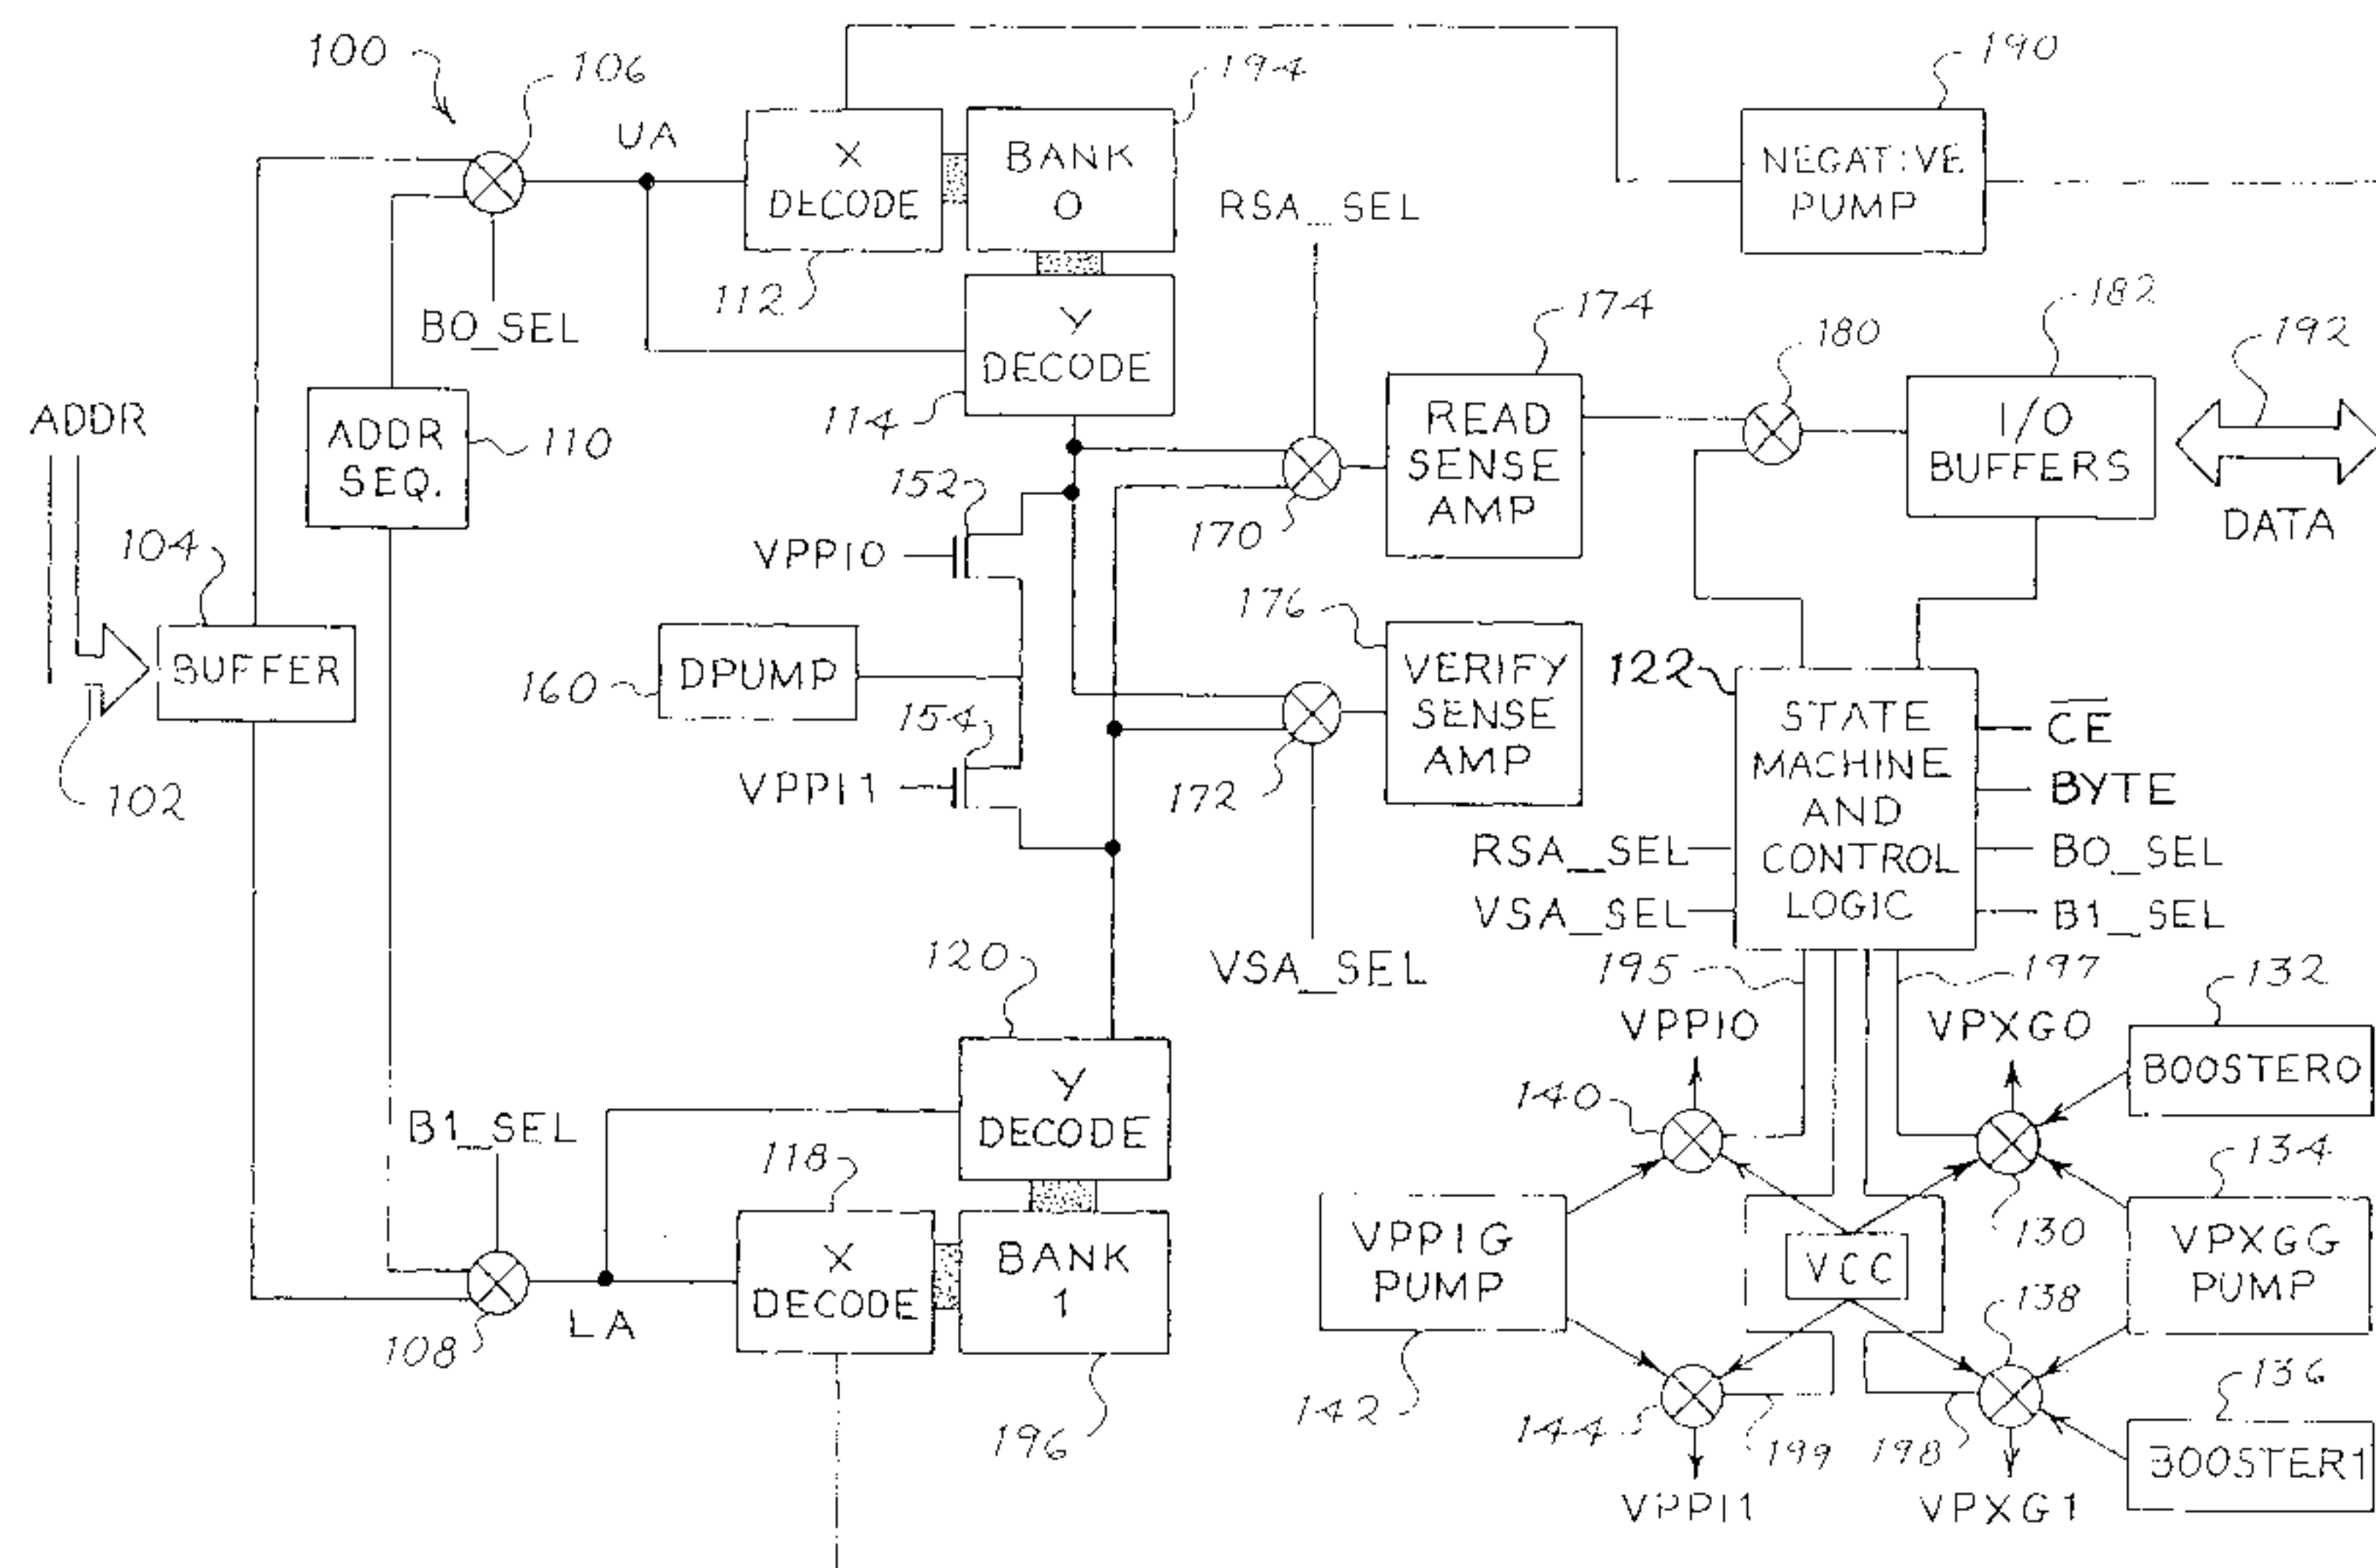 100
106
194
190
UA
X
DECODE
BANK
0
NEGATIVE
PUMP
RSA_SEL
112
B0_SEL
Y
DECODE
114
174
180
182
192
ADDR
ADDR
SEQ.
110
READ
SENSE
AMP
I/O
BUFFERS
DATA
152
170
VPPI0
104
BUFFER
102
DPUMP
160
154
VPPI1
176
VERIFY
SENSE
AMP
172
VSA_SEL
122
STATE
MACHINE
AND
CONTROL
LOGIC
CE
BYTE
RSA_SEL
B0_SEL
VSA_SEL
B1_SEL
195
197
120
Y
DECODE
VPPI0
VPXG0
132
BOOSTER0
140
130
134
VPXGG
PUMP
VPPIG
PUMP
142
VCC
138
B1_SEL
118
X
DECODE
BANK
1
108
LA
196
144
199
198
136
BOOSTER1
VPPI1
VPXG1